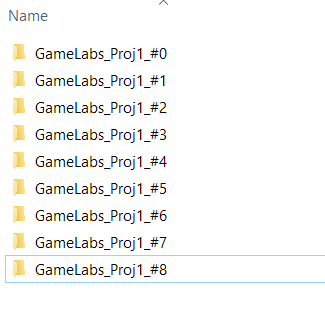 Name
GameLabs_Proj1_#0
GameLabs_Proj1_#1
GameLabs_Proj1_#2
GameLabs_Proj1_#3
GameLabs_Proj1_#4
GameLabs_Proj1_#5
GameLabs_Proj1_#6
GameLabs_Proj1_#7
GameLabs_Proj1_#8